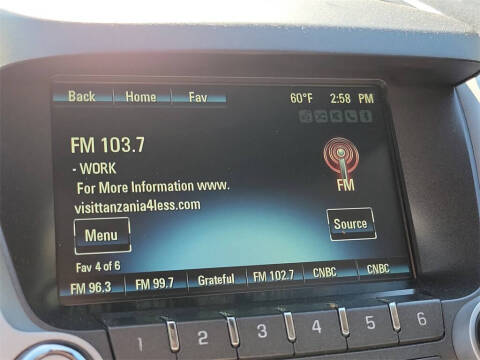 Back Home Fav 60°F 2:58 PM
FM 103.7
- WORK
For More Information www.
visittanzania4less.com
FM
Menu
Source
Fav 4 of 6
FM 96.3 FM 99.7 Grateful FM 102.7 CNBC CNBC
1 2 3 4 5 6